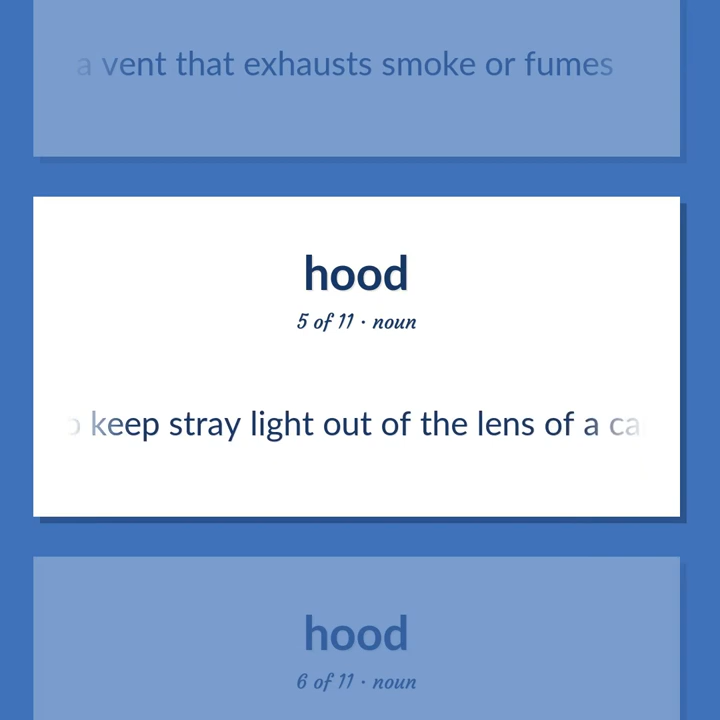 a vent that exhausts smoke or fumes
hood
5 of 11 · noun
keep stray light out of the lens of a
hood
6 of 11 · noun